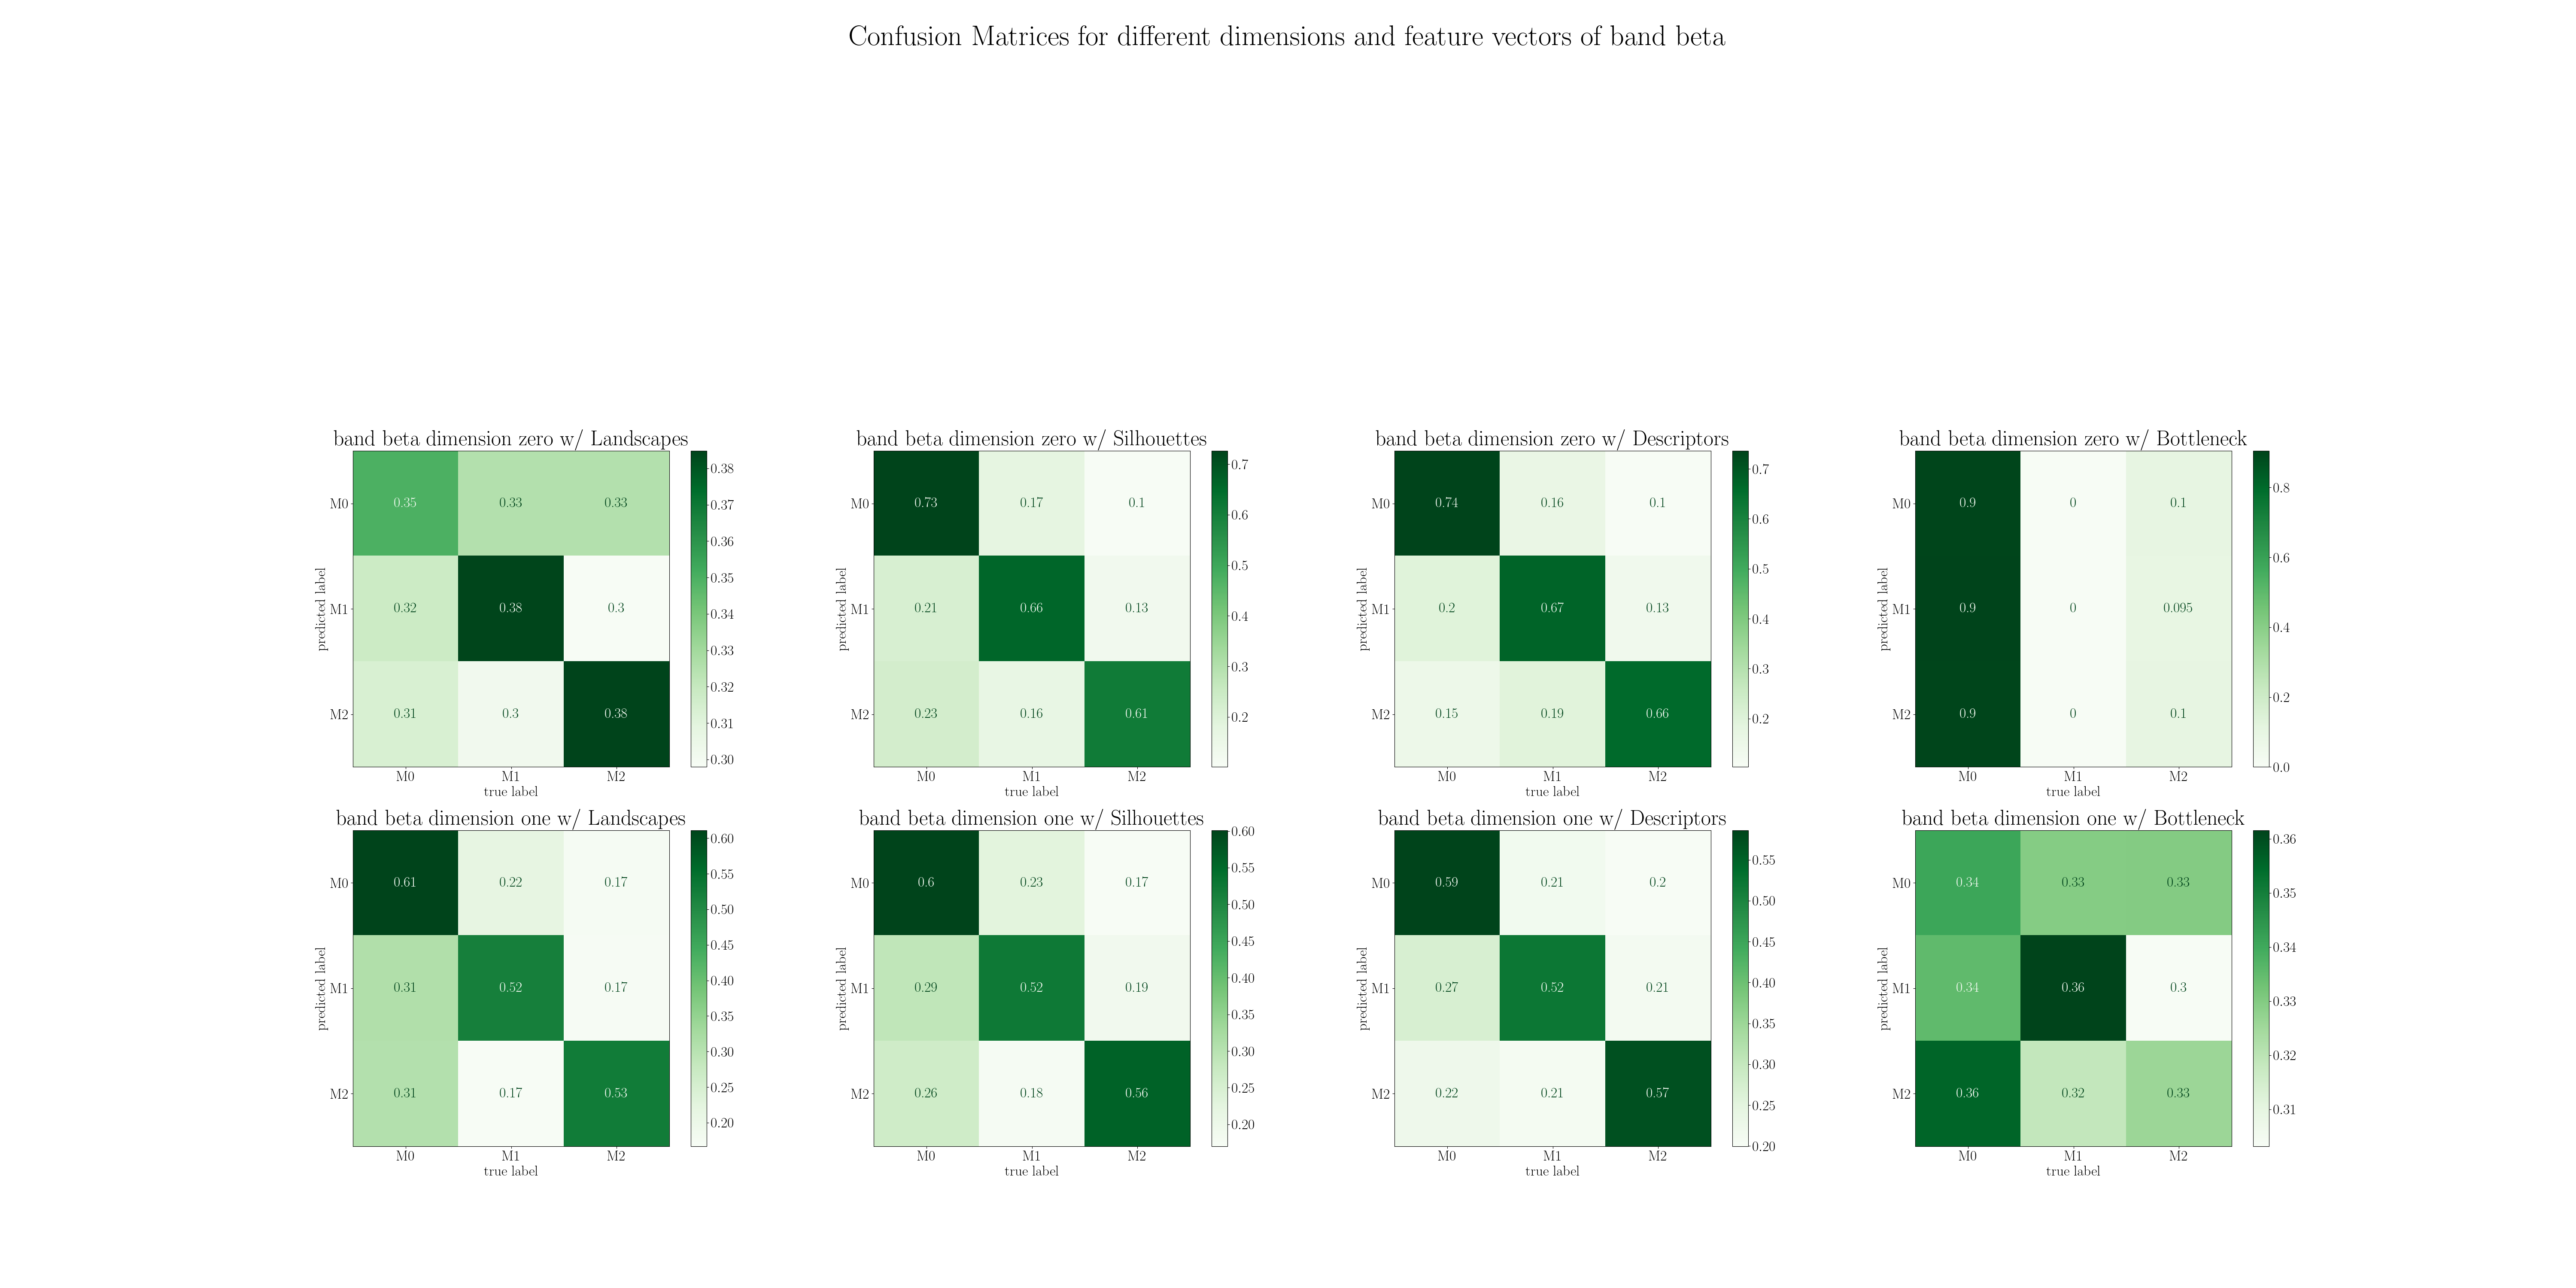 Confusion Matrices for different dimensions and feature vectors of band beta
band beta dimension zero w/ Landscapes
M0 0.35 0.33 0.33
M1 0.32 0.38 0.3
M2 0.31 0.3 0.38
M0 M1 M2
true label
predicted label
0.38
0.37
0.36
0.35
0.34
0.33
0.32
0.31
0.30
band beta dimension zero w/ Silhouettes
M0 0.73 0.17 0.1
M1 0.21 0.66 0.13
M2 0.23 0.16 0.61
M0 M1 M2
true label
predicted label
0.7
0.6
0.5
0.4
0.3
0.2
band beta dimension zero w/ Descriptors
M0 0.74 0.16 0.1
M1 0.2 0.67 0.13
M2 0.15 0.19 0.66
M0 M1 M2
true label
predicted label
0.7
0.6
0.5
0.4
0.3
0.2
band beta dimension zero w/ Bottleneck
M0 0.9 0 0.1
M1 0.9 0 0.095
M2 0.9 0 0.1
M0 M1 M2
true label
predicted label
0.8
0.6
0.4
0.2
0.0
band beta dimension one w/ Landscapes
M0 0.61 0.22 0.17
M1 0.31 0.52 0.17
M2 0.31 0.17 0.53
M0 M1 M2
true label
predicted label
0.60
0.55
0.50
0.45
0.40
0.35
0.30
0.25
0.20
band beta dimension one w/ Silhouettes
M0 0.6 0.23 0.17
M1 0.29 0.52 0.19
M2 0.26 0.18 0.56
M0 M1 M2
true label
predicted label
0.60
0.55
0.50
0.45
0.40
0.35
0.30
0.25
0.20
band beta dimension one w/ Descriptors
M0 0.59 0.21 0.2
M1 0.27 0.52 0.21
M2 0.22 0.21 0.57
M0 M1 M2
true label
predicted label
0.55
0.50
0.45
0.40
0.35
0.30
0.25
0.20
band beta dimension one w/ Bottleneck
M0 0.34 0.33 0.33
M1 0.34 0.36 0.3
M2 0.36 0.32 0.33
M0 M1 M2
true label
predicted label
0.36
0.35
0.34
0.33
0.32
0.31